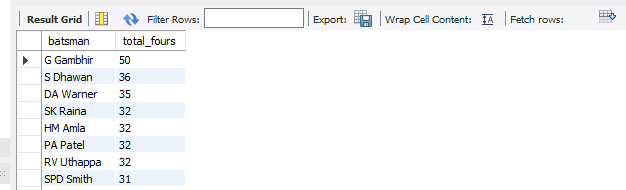 Result Grid Filter Rows: Export: Wrap Cell Content: IA Fetch rows:
batsman total_fours
G Gambhir 50
S Dhawan 36
DA Warner 35
SK Raina 32
HM Amla 32
PA Patel 32
RV Uthappa 32
SPD Smith 31